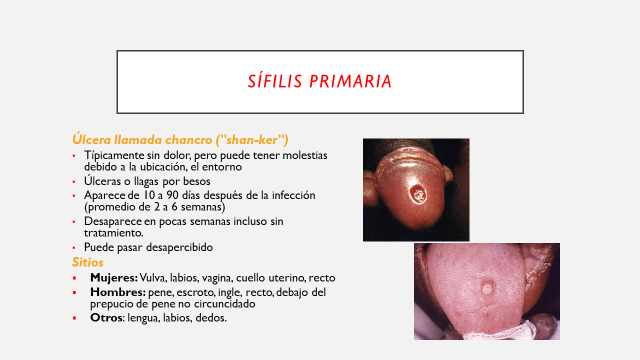 SÍFILIS PRIMARIA
Úlcera llamada chancro ("shan-ker")
• Típicamente sin dolor, pero puede tener molestias
debido a la ubicación, el entorno
• Úlceras o llagas por besos
• Aparece de 10 a 90 días después de la infección
(promedio de 2 a 6 semanas)
• Desaparece en pocas semanas incluso sin
tratamiento.
• Puede pasar desapercibido
Sitios
▪ Mujeres: Vulva, labios, vagina, cuello uterino, recto
▪ Hombres: pene, escroto, ingle, recto, debajo del
prepucio de pene no circuncidado
▪ Otros: lengua, labios, dedos.